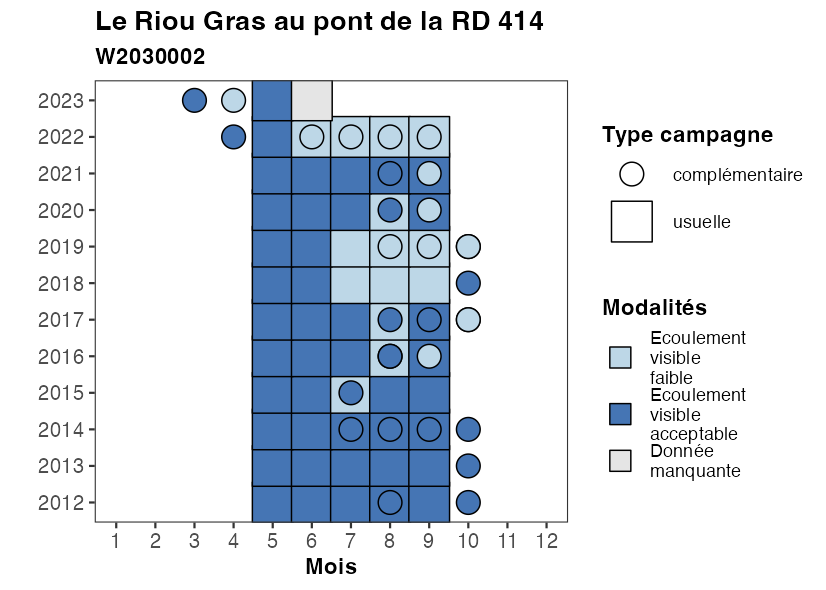 Le Riou Gras au pont de la RD 414
W2030002
2023
2022
2021
2020
2019
2018
2017
2016
2015
2014
2013
2012
1 2 3 4 5 6 7 8 9 10 11 12
Mois
Type campagne
complémentaire
usuelle
Modalités
Ecoulement
visible
faible
Ecoulement
visible
acceptable
Donnée
manquante